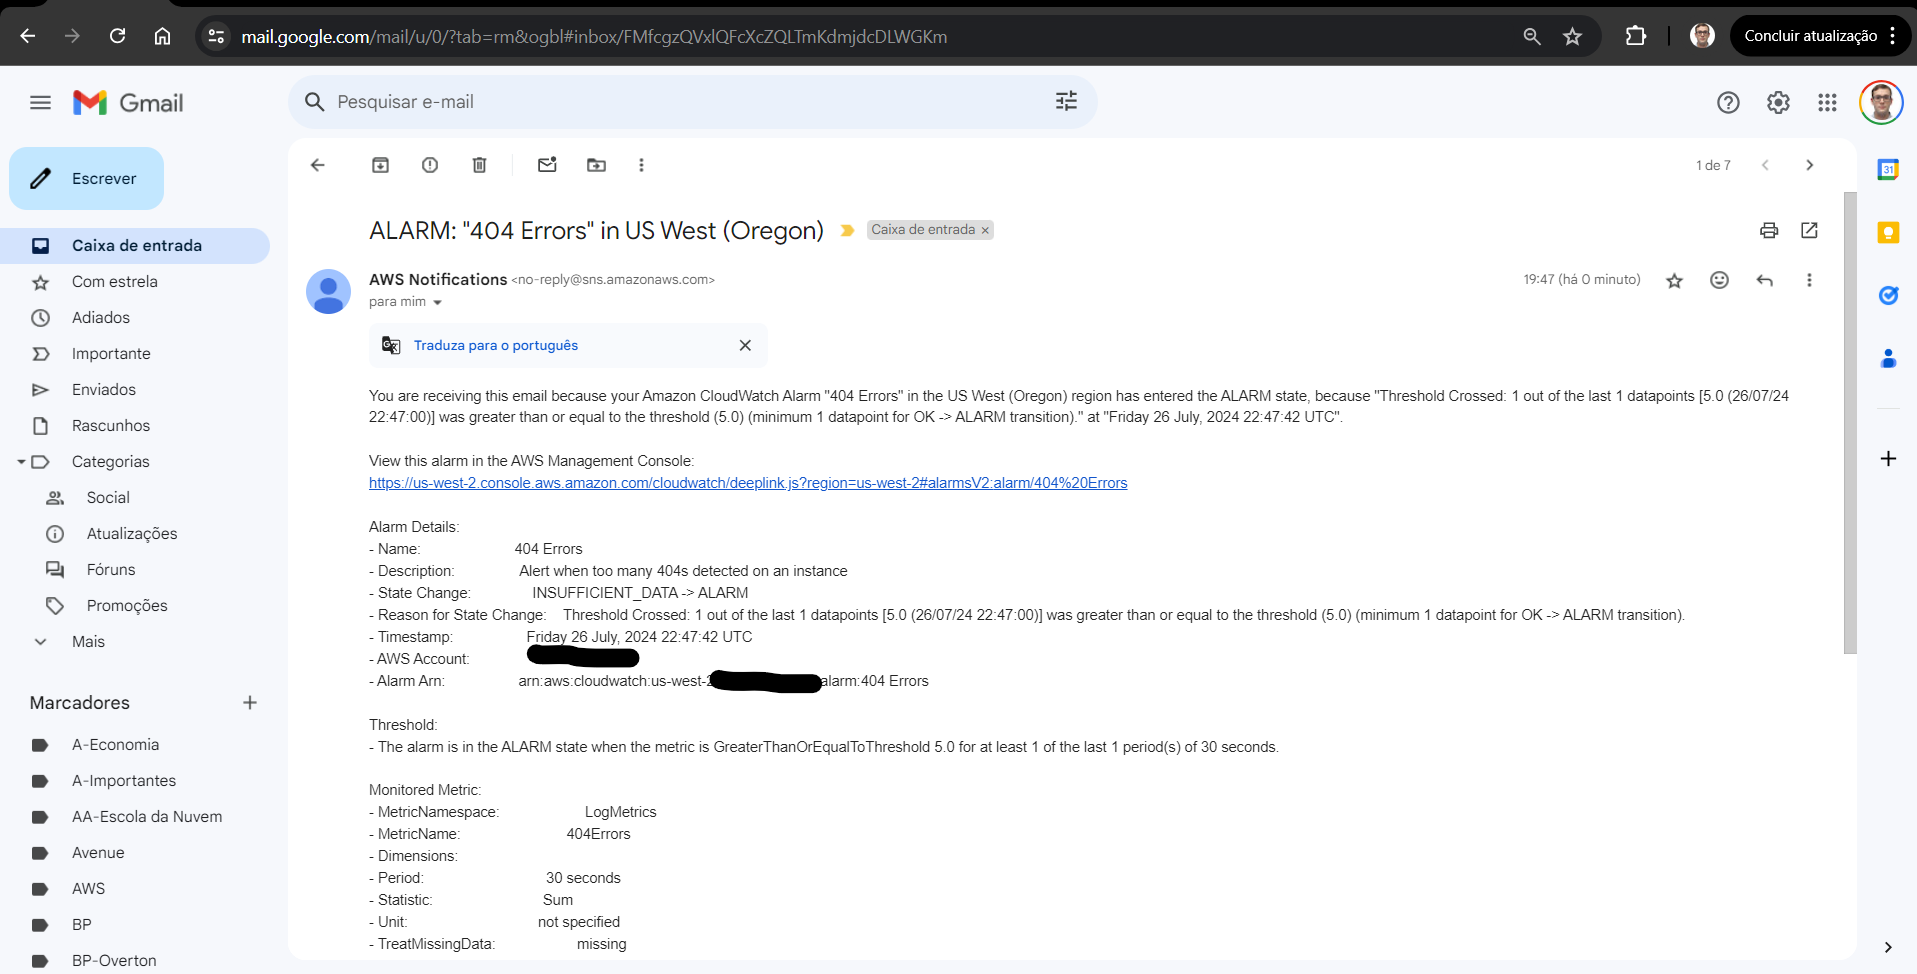 mail.google.com/mail/u/0/?tab=rm&ogbl#inbox/FMfcgzQVxlQFcXcZQLTmKdmjdcDLWGKm
Concluir atualização
Gmail
Pesquisar e-mail
Escrever
1 de 7
Caixa de entrada
Com estrela
Adiados
Importante
Enviados
Rascunhos
Categorias
Social
Atualizações
Fóruns
Promoções
Mais
Marcadores
A-Economia
A-Importantes
AA-Escola da Nuvem
Avenue
AWS
BP
BP-Overton
ALARM: "404 Errors" in US West (Oregon)
Caixa de entrada ×
AWS Notifications <no-reply@sns.amazonaws.com>
19:47 (há 0 minuto)
para mim
Traduza para o português
You are receiving this email because your Amazon CloudWatch Alarm "404 Errors" in the US West (Oregon) region has entered the ALARM state, because "Threshold Crossed: 1 out of the last 1 datapoints [5.0 (26/07/24
22:47:00)] was greater than or equal to the threshold (5.0) (minimum 1 datapoint for OK -> ALARM transition)." at "Friday 26 July, 2024 22:47:42 UTC".
View this alarm in the AWS Management Console:
https://us-west-2.console.aws.amazon.com/cloudwatch/deeplink.js?region=us-west-2#alarmsV2:alarm/404%20Errors
Alarm Details:
- Name: 404 Errors
- Description: Alert when too many 404s detected on an instance
- State Change: INSUFFICIENT_DATA -> ALARM
- Reason for State Change: Threshold Crossed: 1 out of the last 1 datapoints [5.0 (26/07/24 22:47:00)] was greater than or equal to the threshold (5.0) (minimum 1 datapoint for OK -> ALARM transition).
- Timestamp: Friday 26 July, 2024 22:47:42 UTC
- AWS Account:
- Alarm Arn: arn:aws:cloudwatch:us-west-2 alarm:404 Errors
Threshold:
- The alarm is in the ALARM state when the metric is GreaterThanOrEqualToThreshold 5.0 for at least 1 of the last 1 period(s) of 30 seconds.
Monitored Metric:
- MetricNamespace: LogMetrics
- MetricName: 404Errors
- Dimensions:
- Period: 30 seconds
- Statistic: Sum
- Unit: not specified
- TreatMissingData: missing
31